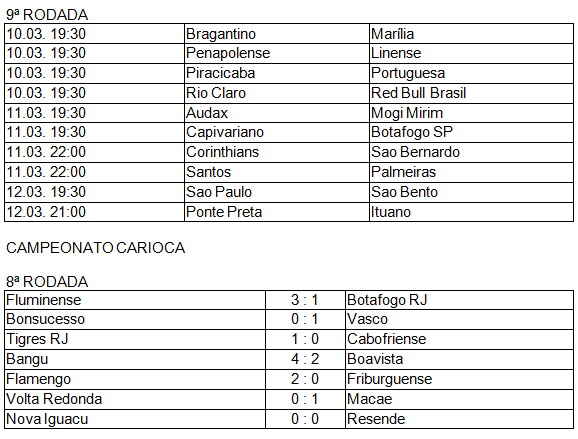 9ª RODADA
10.03. 19:30 Bragantino Marília
10.03. 19:30 Penapolense Linense
10.03. 19:30 Piracicaba Portuguesa
10.03. 19:30 Rio Claro Red Bull Brasil
11.03. 19:30 Audax Mogi Mirim
11.03. 19:30 Capivariano Botafogo SP
11.03. 22:00 Corinthians Sao Bernardo
11.03. 22:00 Santos Palmeiras
12.03. 19:30 Sao Paulo Sao Bento
12.03. 21:00 Ponte Preta Ituano
CAMPEONATO CARIOCA
8ª RODADA
Fluminense 3 : 1 Botafogo RJ
Bonsucesso 0 : 1 Vasco
Tigres RJ 1 : 0 Cabofriense
Bangu 4 : 2 Boavista
Flamengo 2 : 0 Friburguense
Volta Redonda 0 : 1 Macae
Nova Iguacu 0 : 0 Resende